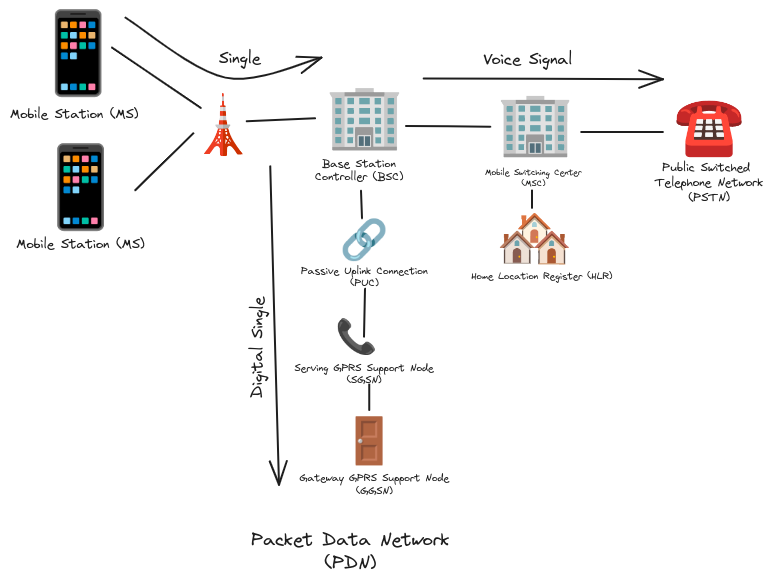 Single
Voice Signal
Mobile Station (MS)
Base Station
Controller (BSC)
Mobile Switching Center
(MSC)
Public Switched
Telephone Network
(PSTN)
Mobile Station (MS)
Passive Uplink Connection
(PUC)
Home Location Register (HLR)
Digital Single
Serving GPRS Support Node
(SGSN)
Gateway GPRS Support Node
(GGSN)
Packet Data Network
(PDN)